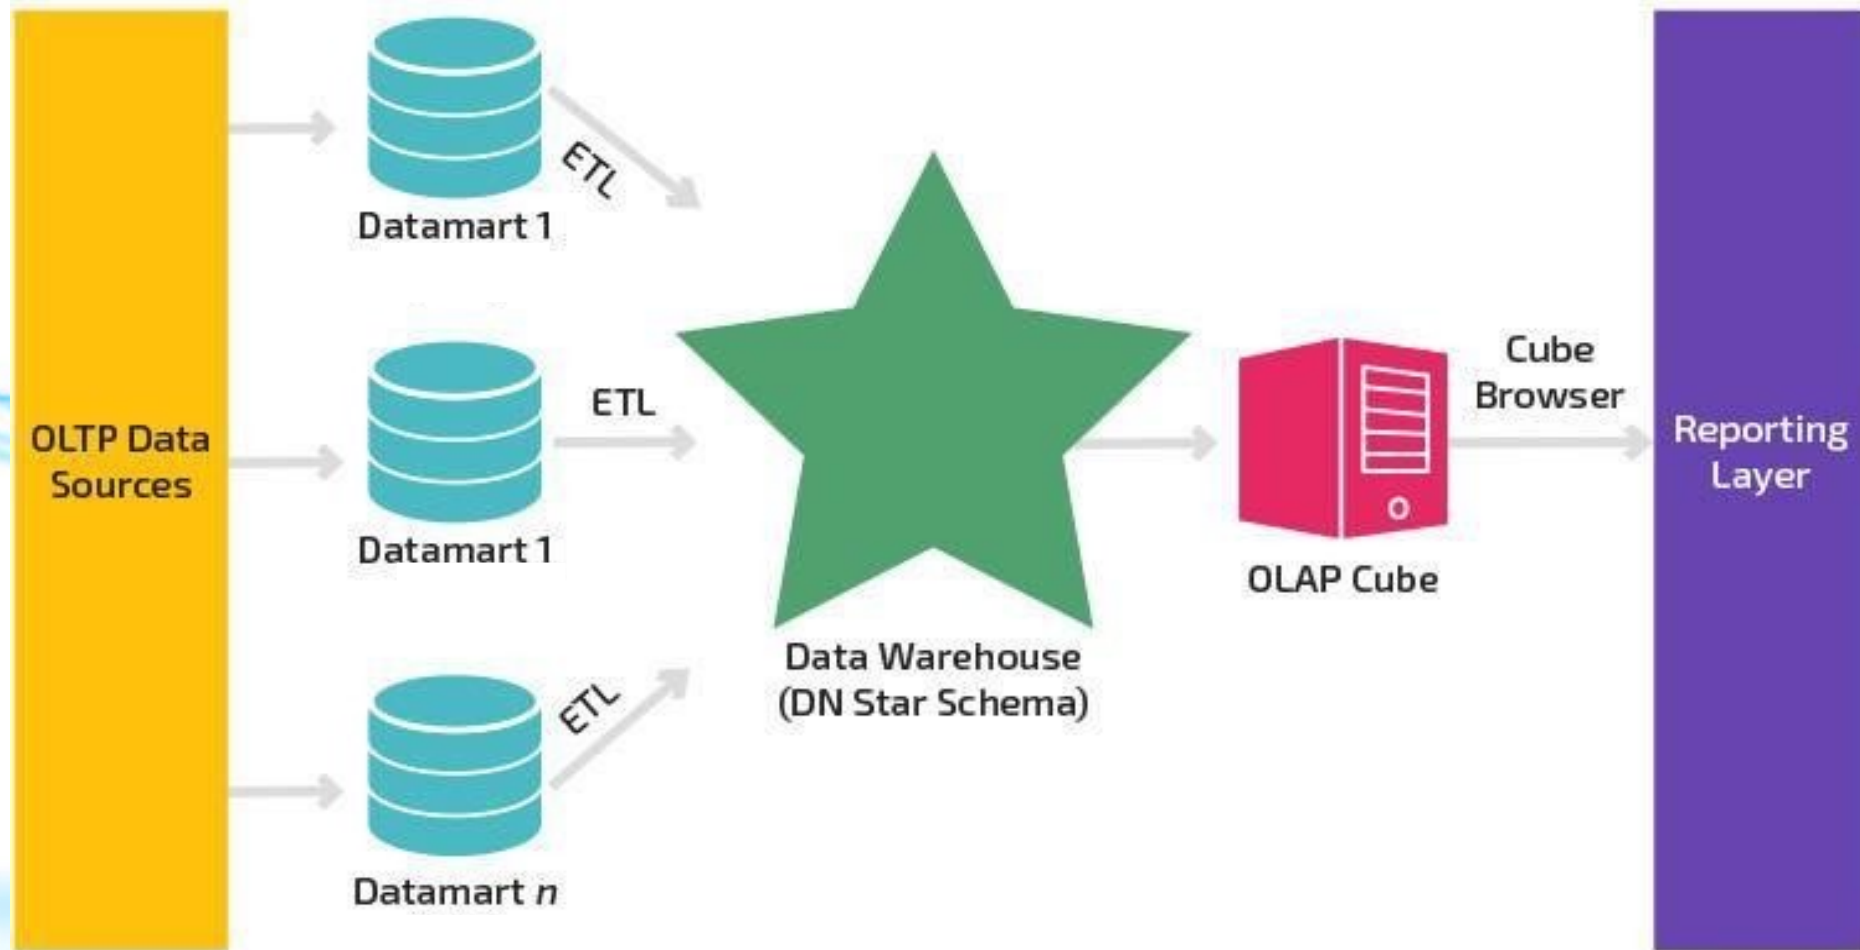 OLTP Data
Sources
Datamart 1
ETL
Datamart 1
ETL
Datamart n
ETL
Data Warehouse
(DN Star Schema)
OLAP Cube
Cube
Browser
Reporting
Layer